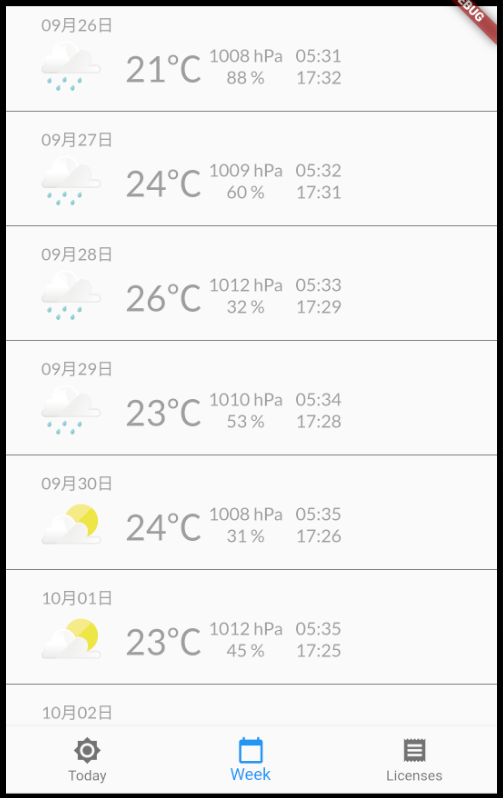 09月26日
21°C 1008 hPa 05:31
88 % 17:32
09月27日
24°C 1009 hPa 05:32
60 % 17:31
09月28日
26°C 1012 hPa 05:33
32 % 17:29
09月29日
23°C 1010 hPa 05:34
53 % 17:28
09月30日
24°C 1008 hPa 05:35
31 % 17:26
10月01日
23°C 1012 hPa 05:35
45 % 17:25
10月02日
Today Week Licenses